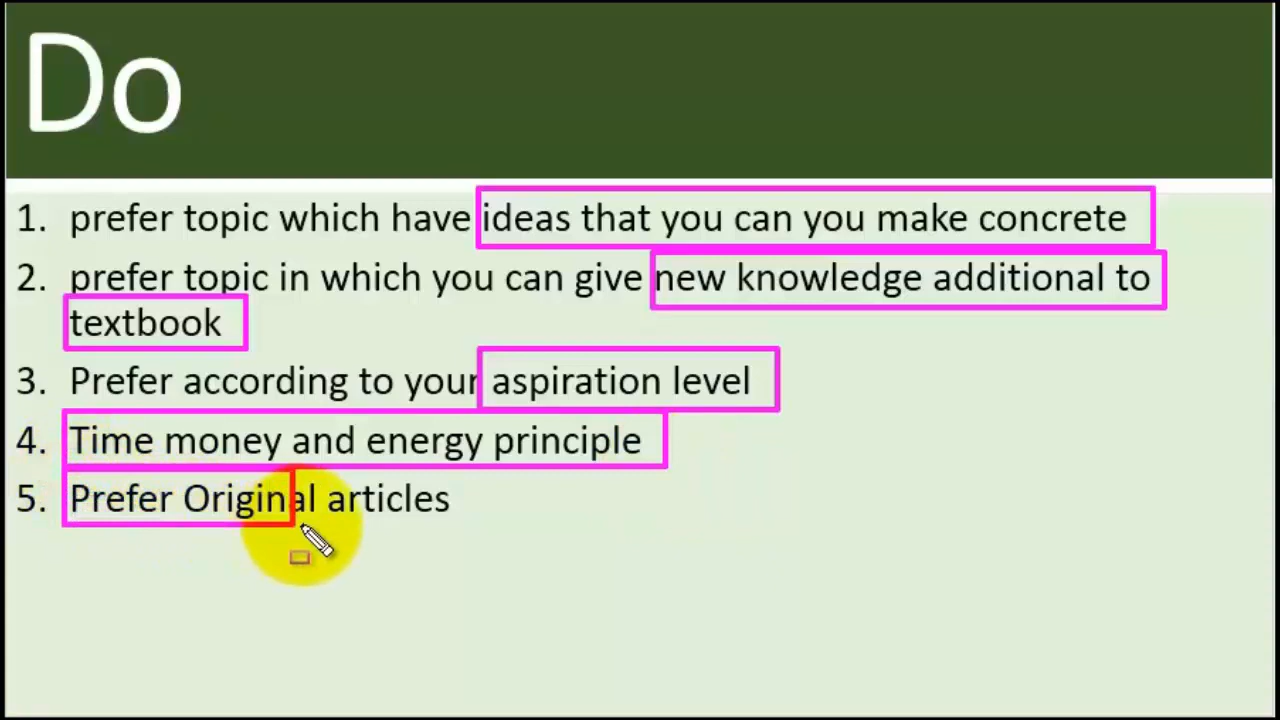 Do
1. prefer topic which have ideas that you can you make concrete
2. prefer topic in which you can give new knowledge additional to
textbook
3. Prefer according to your aspiration level
4. Time money and energy principle
5. Prefer Original articles